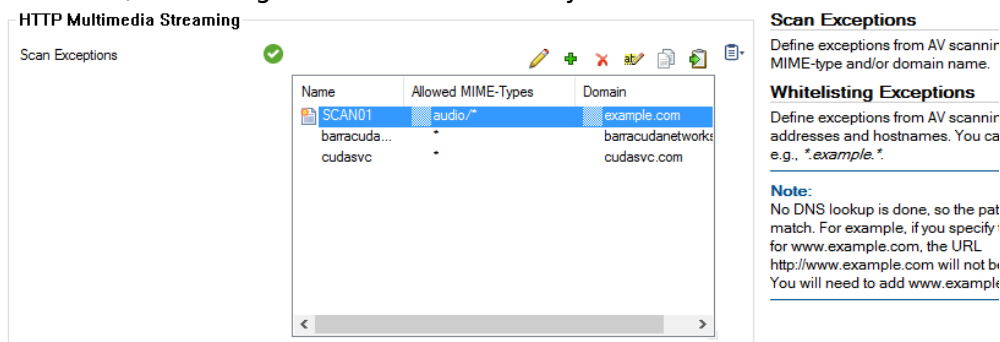 HTTP Multimedia Streaming
Scan Exceptions
Name Allowed MIME-Types Domain
SCAN01 audio/* example.com
barracuda... * barracudanetworks
cudasvc * cudasvc.com
Scan Exceptions
Define exceptions from AV scannin
MIME-type and/or domain name.
Whitelisting Exceptions
Define exceptions from AV scannin
addresses and hostnames. You ca
e.g., *.example.*.
Note:
No DNS lookup is done, so the pat
match. For example, if you specify
for www.example.com, the URL
http://www.example.com will not be
You will need to add www.example